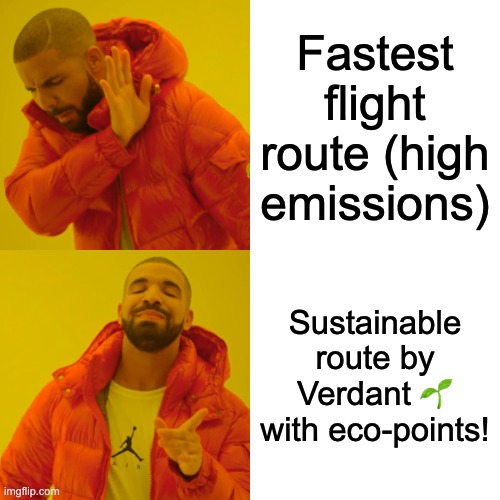 Fastest
flight
route (high
emissions)
Sustainable
route by
Verdant 🌱
with eco-points!
imgflip.com